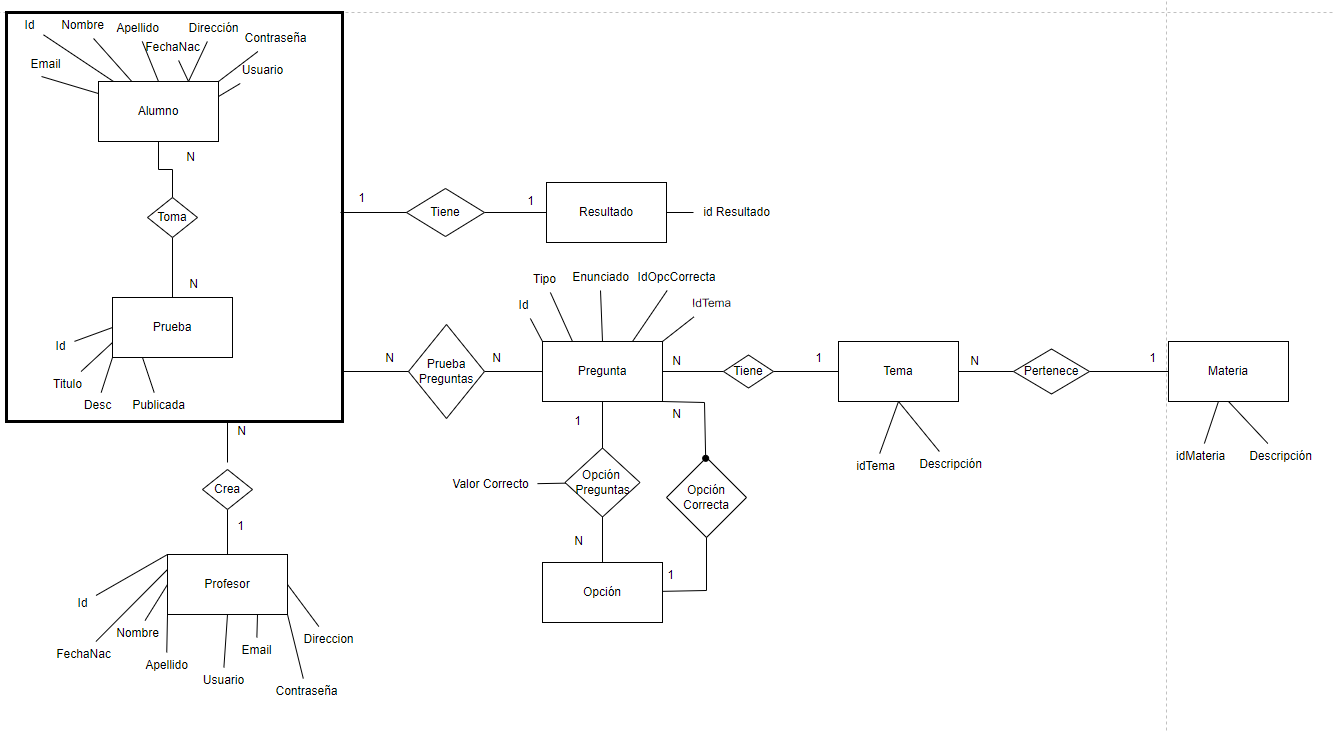 Id
Nombre
Apellido
Dirección
FechaNac
Contraseña
Email
Usuario
Alumno
N
Toma
N
Prueba
Id
Titulo
Desc
Publicada
1
Tiene
1
Resultado
id Resultado
Tipo
Enunciado
IdOpcCorrecta
Id
IdTema
N
Prueba
Preguntas
N
Pregunta
N
Tiene
1
Tema
N
Pertenece
1
Materia
idTema
Descripción
idMateria
Descripción
1
N
Valor Correcto
Opción
Preguntas
Opción
Correcta
N
1
Opción
N
Crea
1
Profesor
Id
FechaNac
Nombre
Apellido
Usuario
Email
Contraseña
Direccion